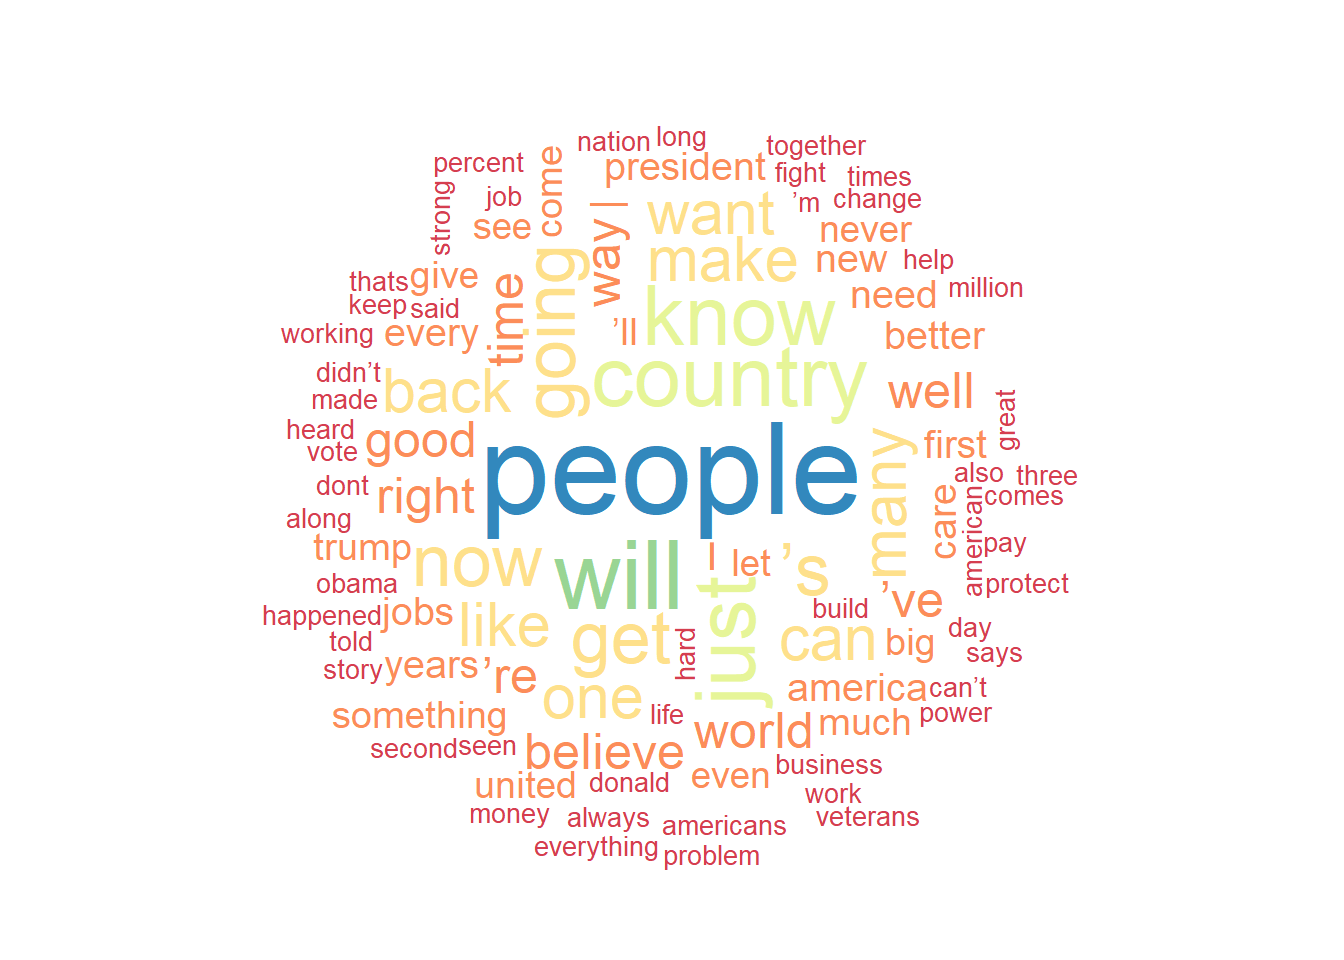 nation
long
together
percent
president
fight
times
job
come
strong
'm
change
see
want
never
I
way
make
new
help
thats
give
going
time
know
need
million
keep
said
working
every
’ll
better
didn’t
back
country
well
made
heard
good
people
many
first
great
vote
dont
right
also
three
along
care
american
comes
trump
now
will
I
let
’s
pay
obama
just
’ve
protect
happened
jobs
like
get
build
day
told
hard
can
big
says
story
years
’re
one
america
can’t
something
life
world
much
power
second
seen
believe
even
business
united
donald
work
money
always
americans
veterans
everything
problem